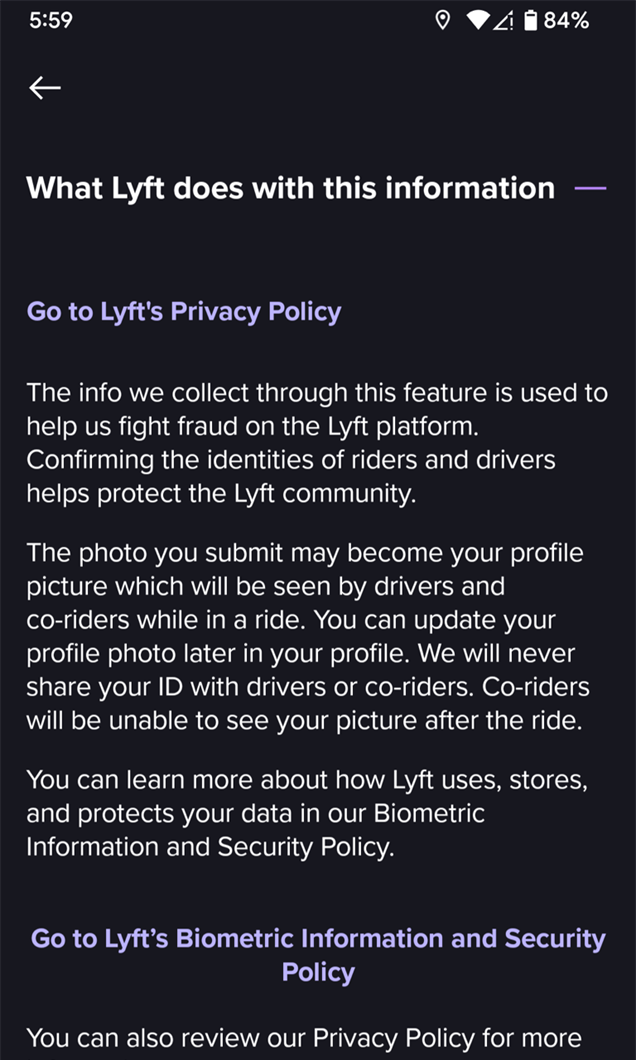 5:59 84%
What Lyft does with this information
Go to Lyft's Privacy Policy
The info we collect through this feature is used to
help us fight fraud on the Lyft platform.
Confirming the identities of riders and drivers
helps protect the Lyft community.
The photo you submit may become your profile
picture which will be seen by drivers and
co-riders while in a ride. You can update your
profile photo later in your profile. We will never
share your ID with drivers or co-riders. Co-riders
will be unable to see your picture after the ride.
You can learn more about how Lyft uses, stores,
and protects your data in our Biometric
Information and Security Policy.
Go to Lyft’s Biometric Information and Security
Policy
You can also review our Privacy Policy for more